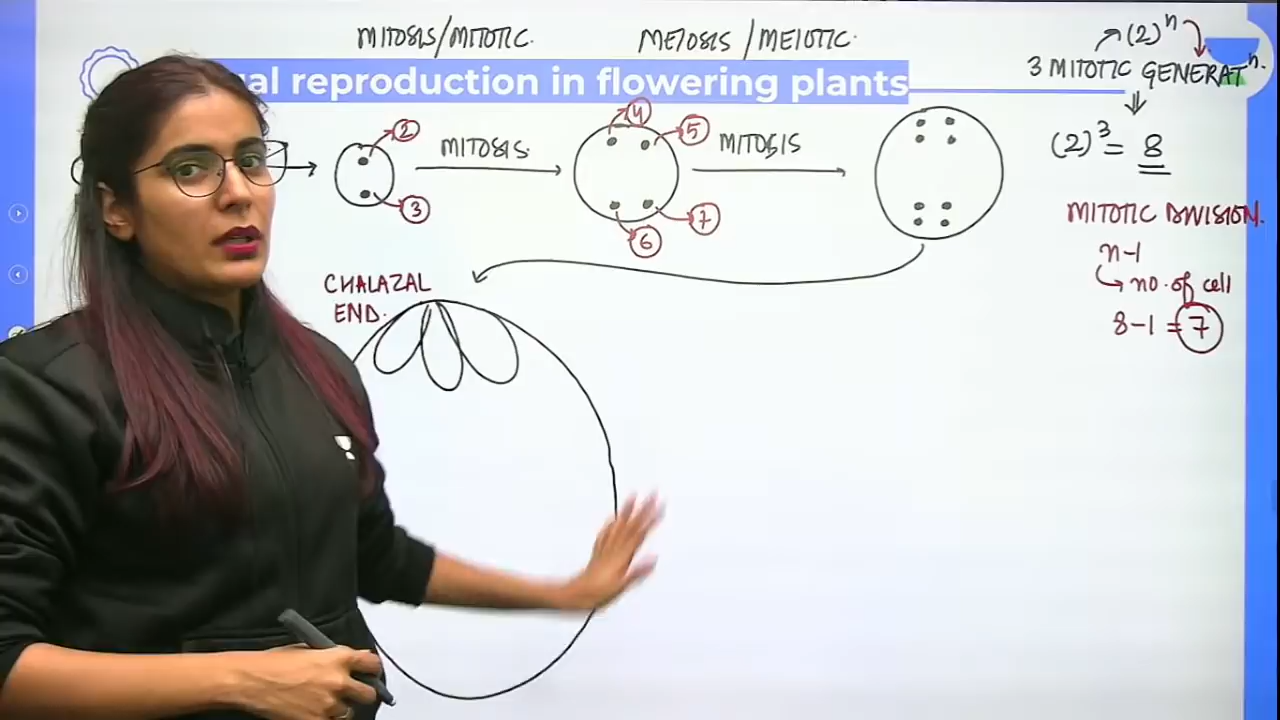 MITOSIS/MITOTIC.
MEIOSIS/MEIOTIC.
(2)ⁿ
3 MITOTIC GENERATⁿ.
al reproduction in flowering plants
(2)³ = 8
2
MITOSIS.
4
5
MITOSIS
3
6
7
MITOTIC DIVISION.
n-1
no. of cell
8-1 = 7
CHALAZAL
END.